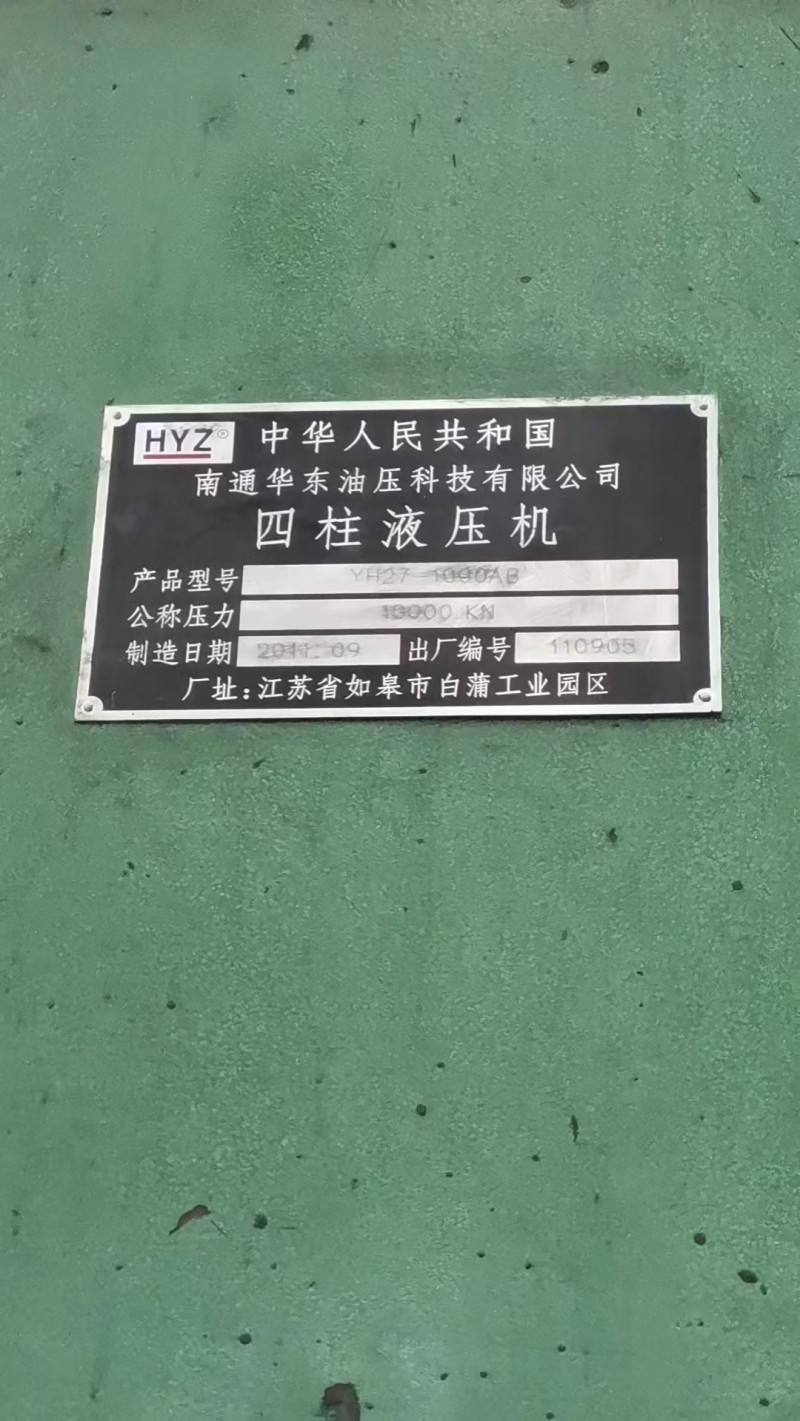 HYZ® 中华人民共和国
南通华东油压科技有限公司
四柱液压机
产品型号 YH27-1000AB
公称压力 10000 KN
制造日期 2011.09 出厂编号 110905
厂址:江苏省如皋市白蒲工业园区